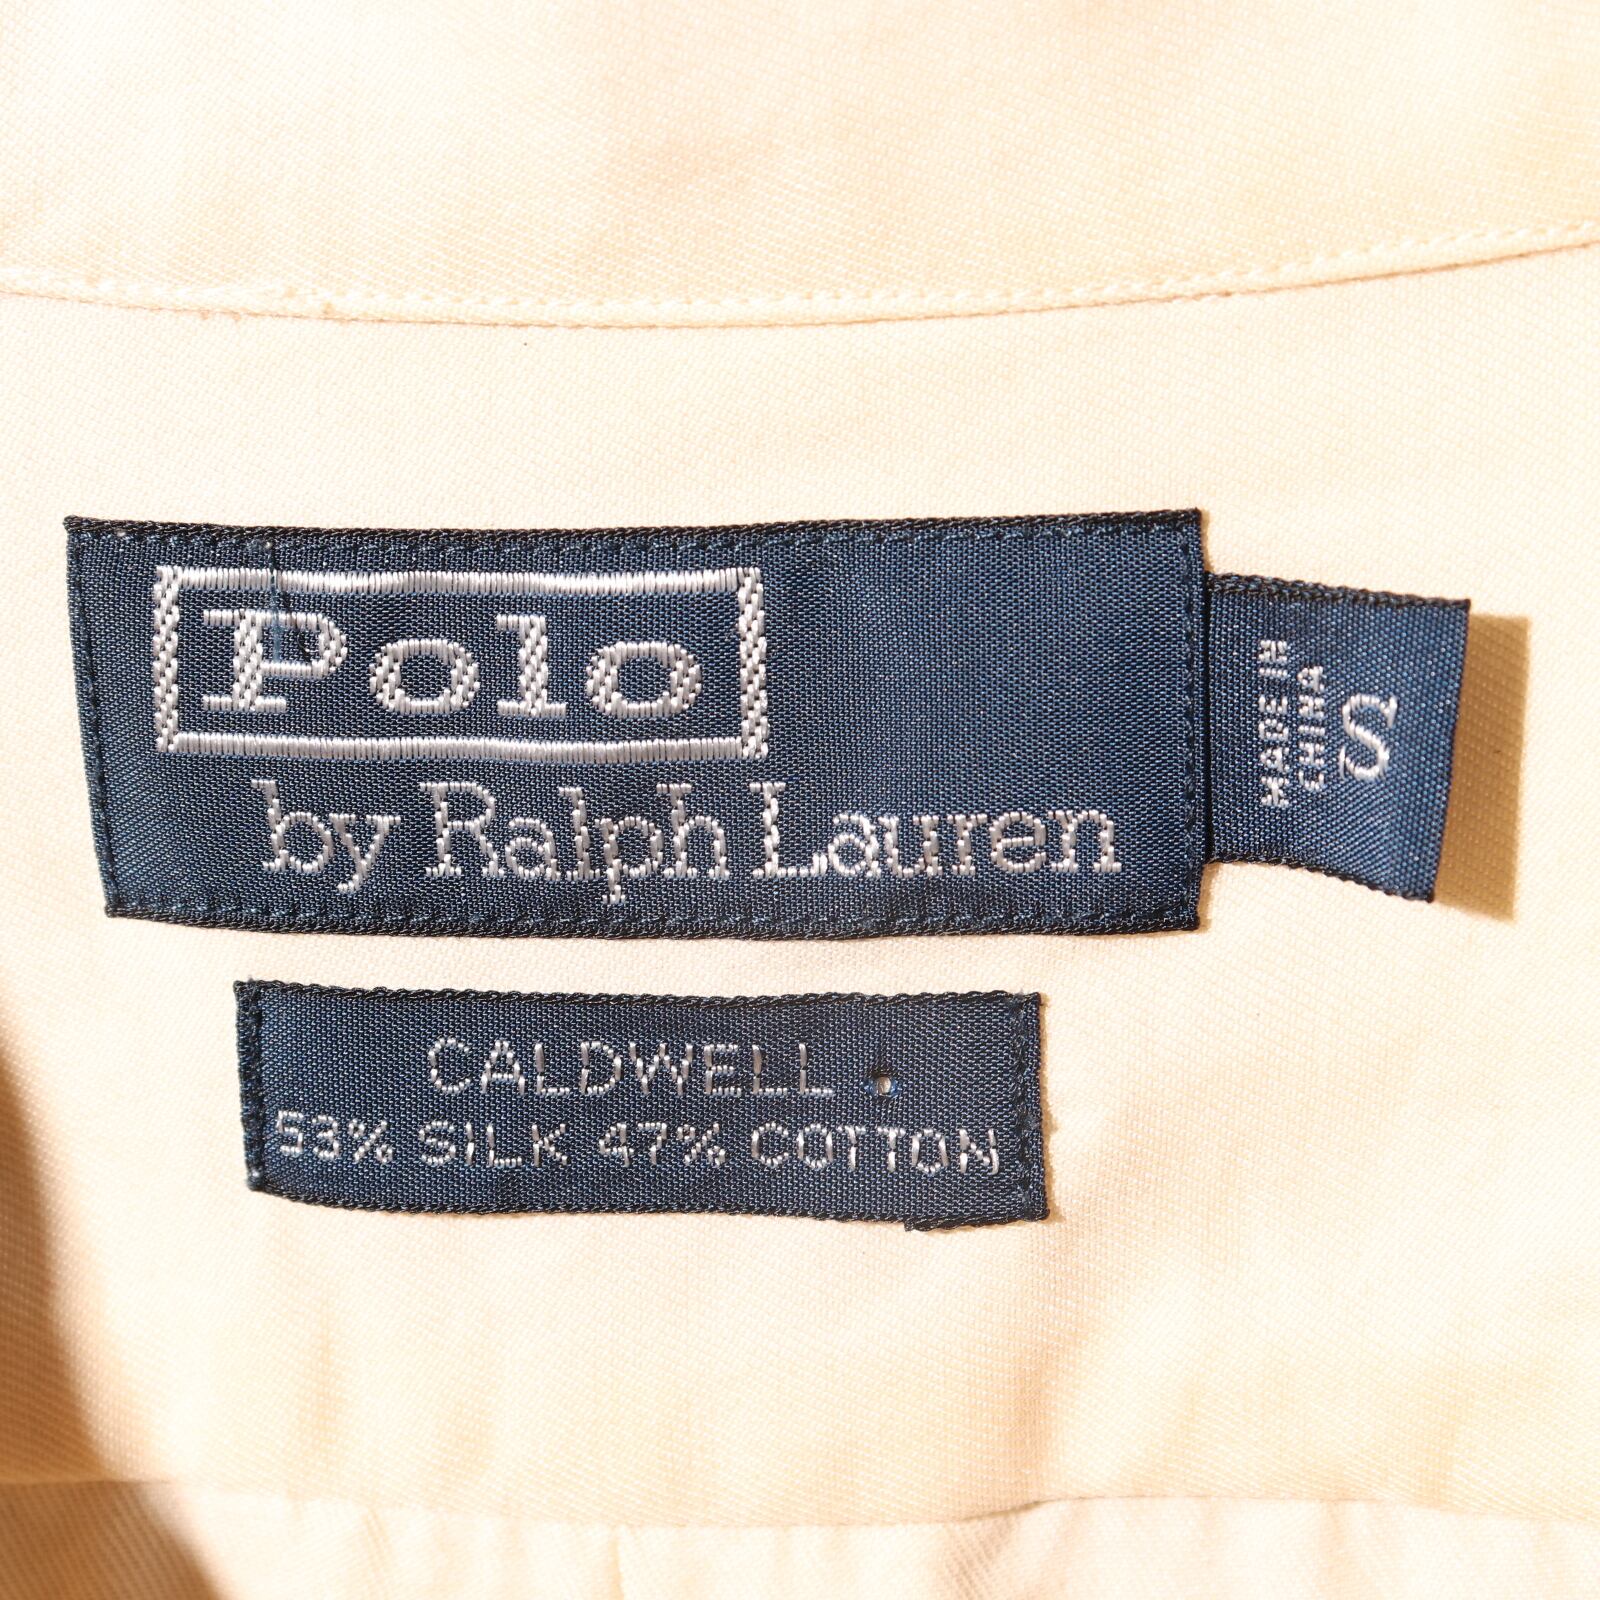 Polo
by Ralph Lauren
MADE IN
CHINA
S
CALDWELL
53% SILK 47% COTTON